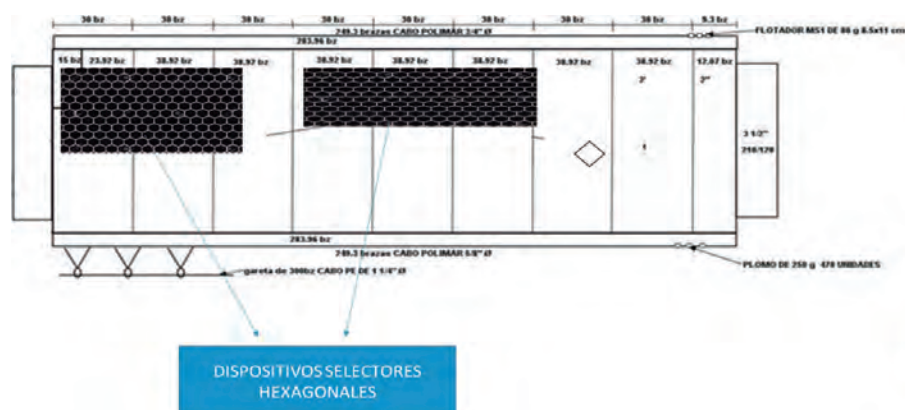 30 bz 30 bz 30 bz 30 bz 30 bz 30 bz 30 bz 30 bz 9.3 bz
249.3 brazas CABO POLIMAR 3/4" Ø
FLOTADOR MS1 DE 86 g 8.5x11 cm
283.96 bz
15 bz 23.92 bz 38.92 bz 38.92 bz 38.92 bz 38.92 bz 38.92 bz 38.92 bz 38.92 bz 12.07 bz
2' 2"
3 1/2"
210/120
1
283.96 bz
249.3 brazas CABO POLIMAR 5/8" Ø
gareta de 300bz CABO PE DE 1 1/4" Ø
PLOMO DE 250 g 470 UNIDADES
DISPOSITIVOS SELECTORES
HEXAGONALES